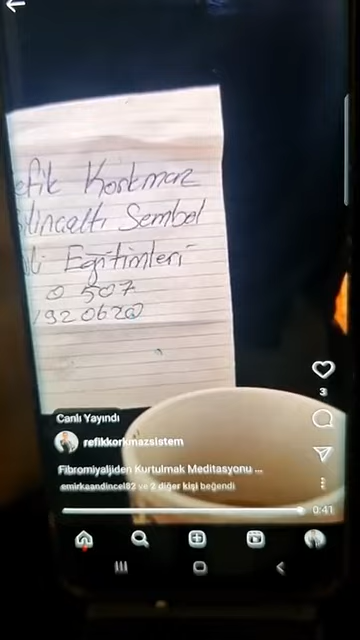 efik Korkmaz
ilinçaltı Sembol
li Eğitimleri
0 507
1920620
Canlı Yayındı
refikkorkmazsistem
Fibromiyaljiden Kurtulmak Meditasyonu ...
emirkaandincel82 ve 2 diğer kişi beğendi
3
0:41